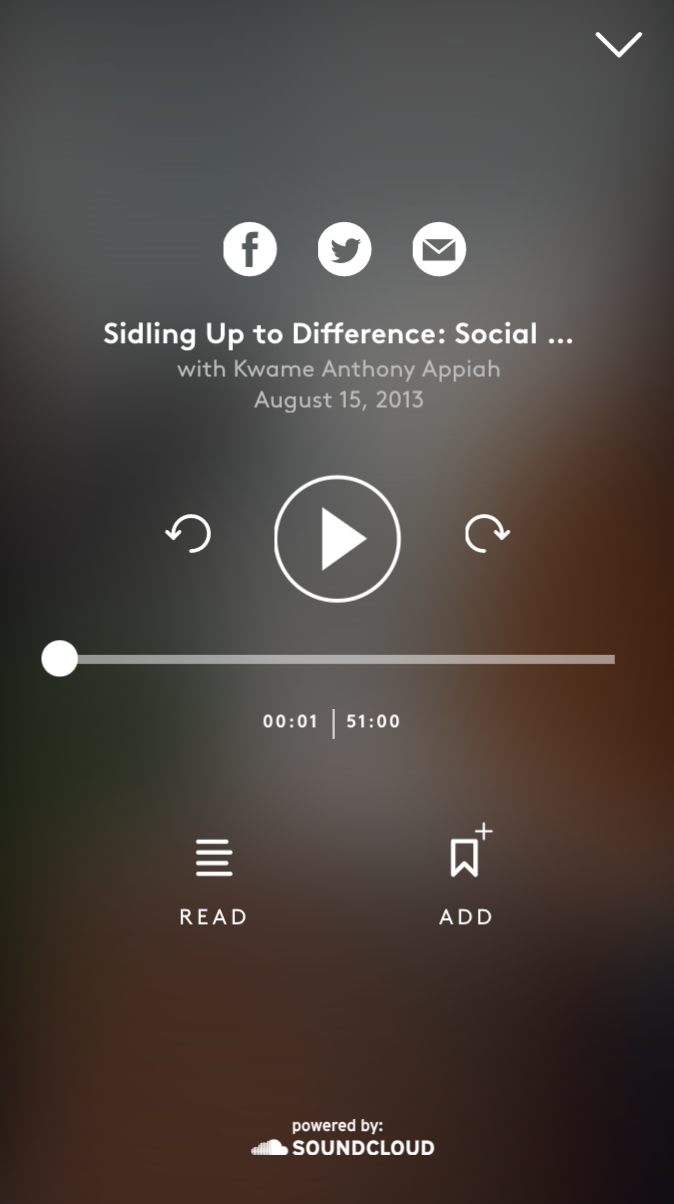 Sidling Up to Difference: Social ...
with Kwame Anthony Appiah
August 15, 2013
00:01 | 51:00
READ ADD
powered by:
SOUNDCLOUD